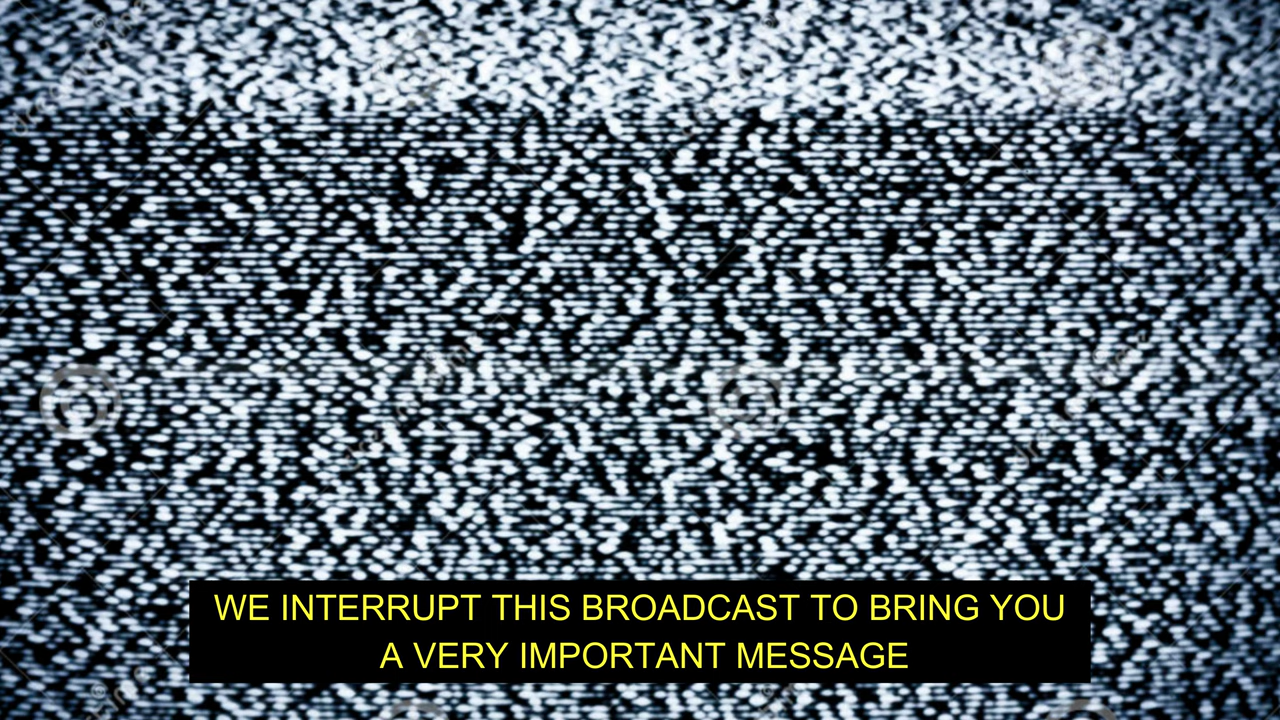 WE INTERRUPT THIS BROADCAST TO BRING YOU
A VERY IMPORTANT MESSAGE